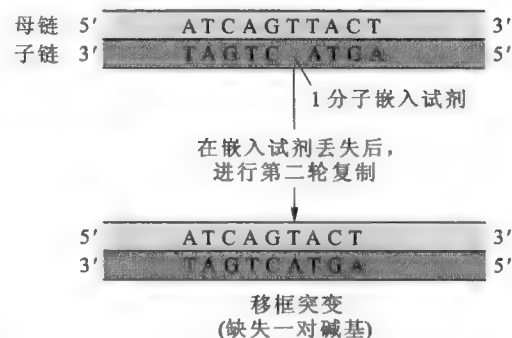 母链 5′ ATCAGTTACT 3′
子链 3′ TAGTC ATGA 5′
1分子嵌入试剂
在嵌入试剂丢失后，
进行第二轮复制
5′ ATCAGTACT 3′
3′ TAGTCATGA 5′
移框突变
(缺失一对碱基)